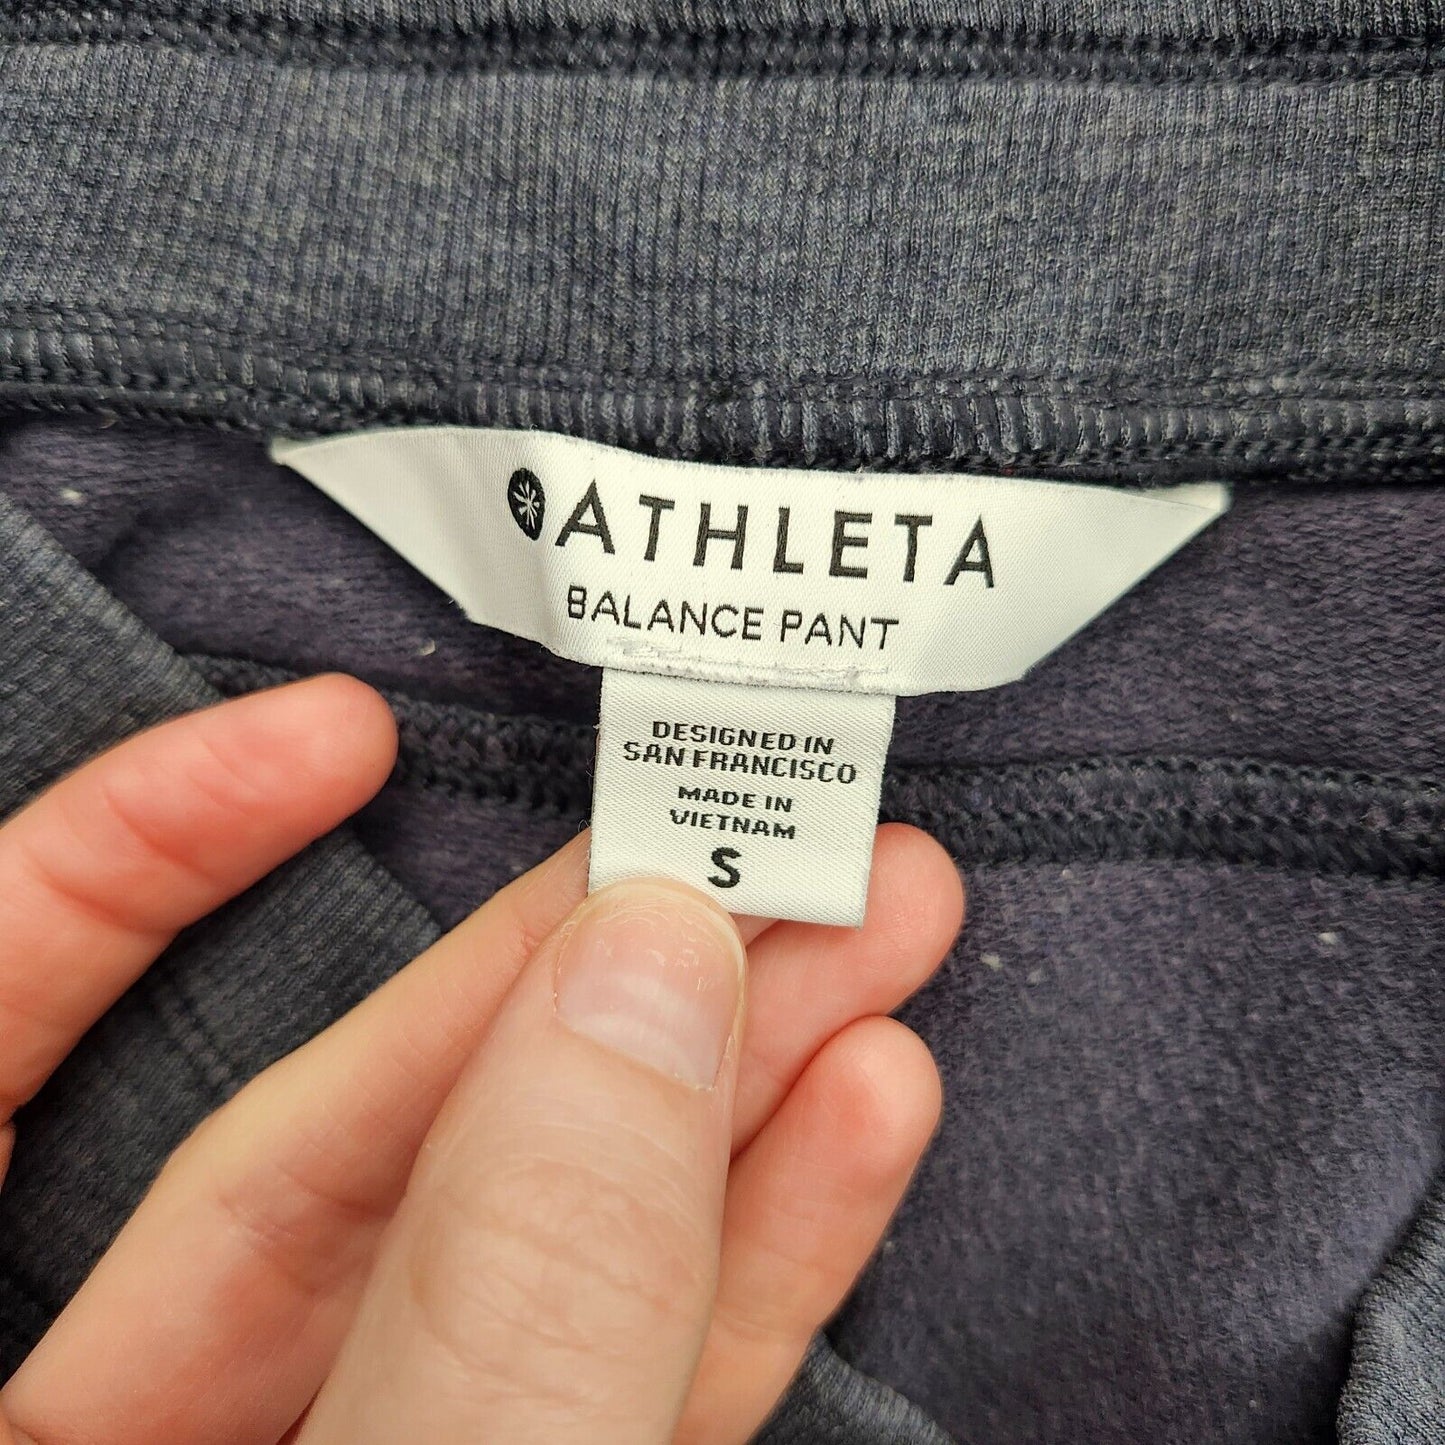 ATHLETA
BALANCE PANT
DESIGNED IN
SAN FRANCISCO
MADE IN
VIETNAM
S